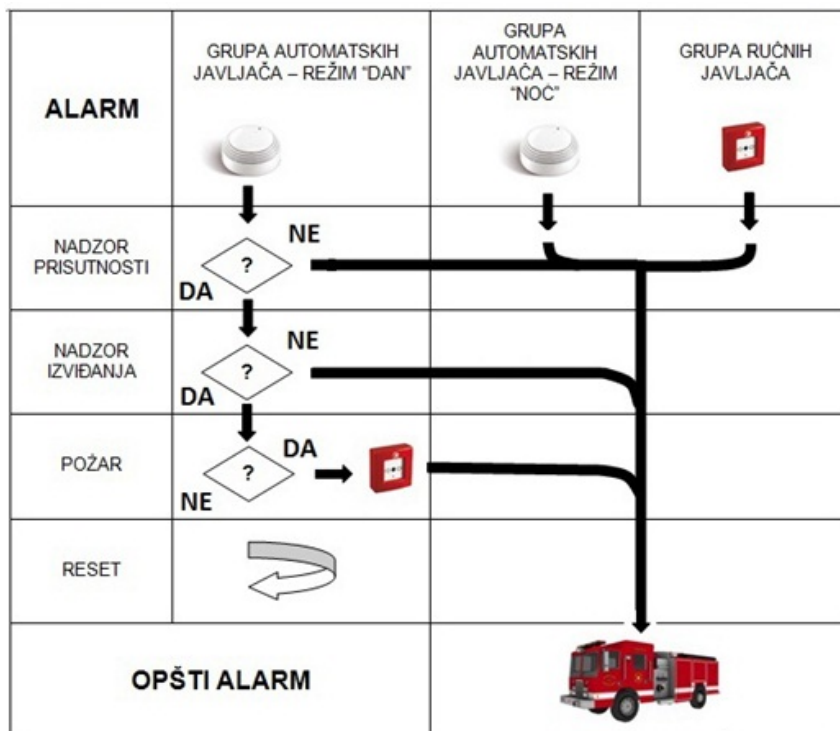 ALARM
GRUPA AUTOMATSKIH
JAVLJAČA – REŽIM “DAN”
GRUPA
AUTOMATSKIH
JAVLJAČA – REŽIM
“NOĆ”
GRUPA RUČNIH
JAVLJAČA
NADZOR
PRISUTNOSTI
?
NE
DA
NADZOR
IZVIĐANJA
?
NE
DA
POŽAR
?
DA
NE
RESET
OPŠTI ALARM